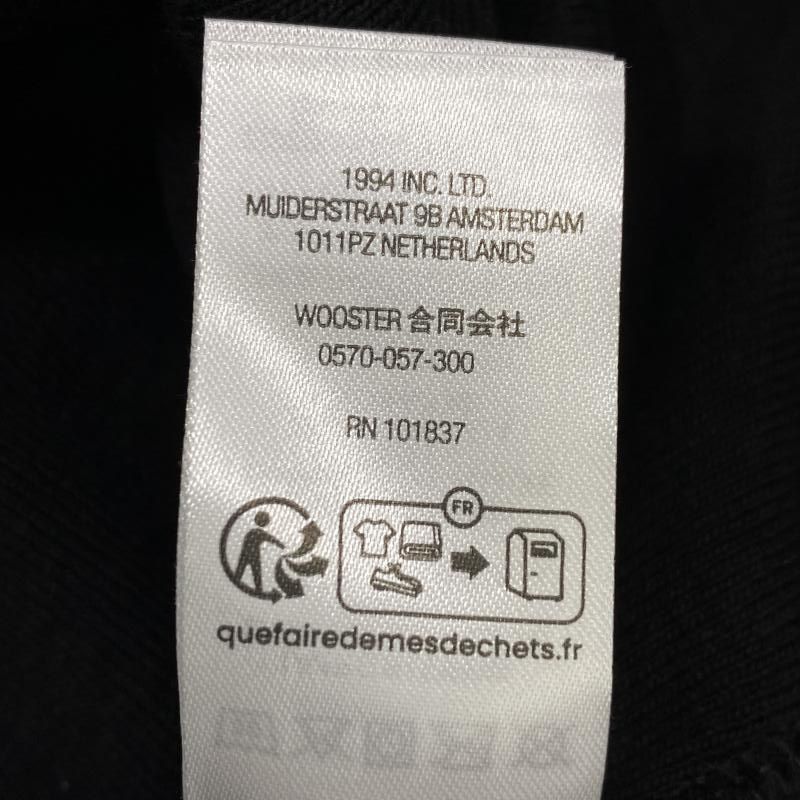 1994 INC. LTD.
MUIDERSTRAAT 9B AMSTERDAM
1011PZ NETHERLANDS
WOOSTER 合同会社
0570-057-300
RN 101837
FR
quefairedemesdechets.fr